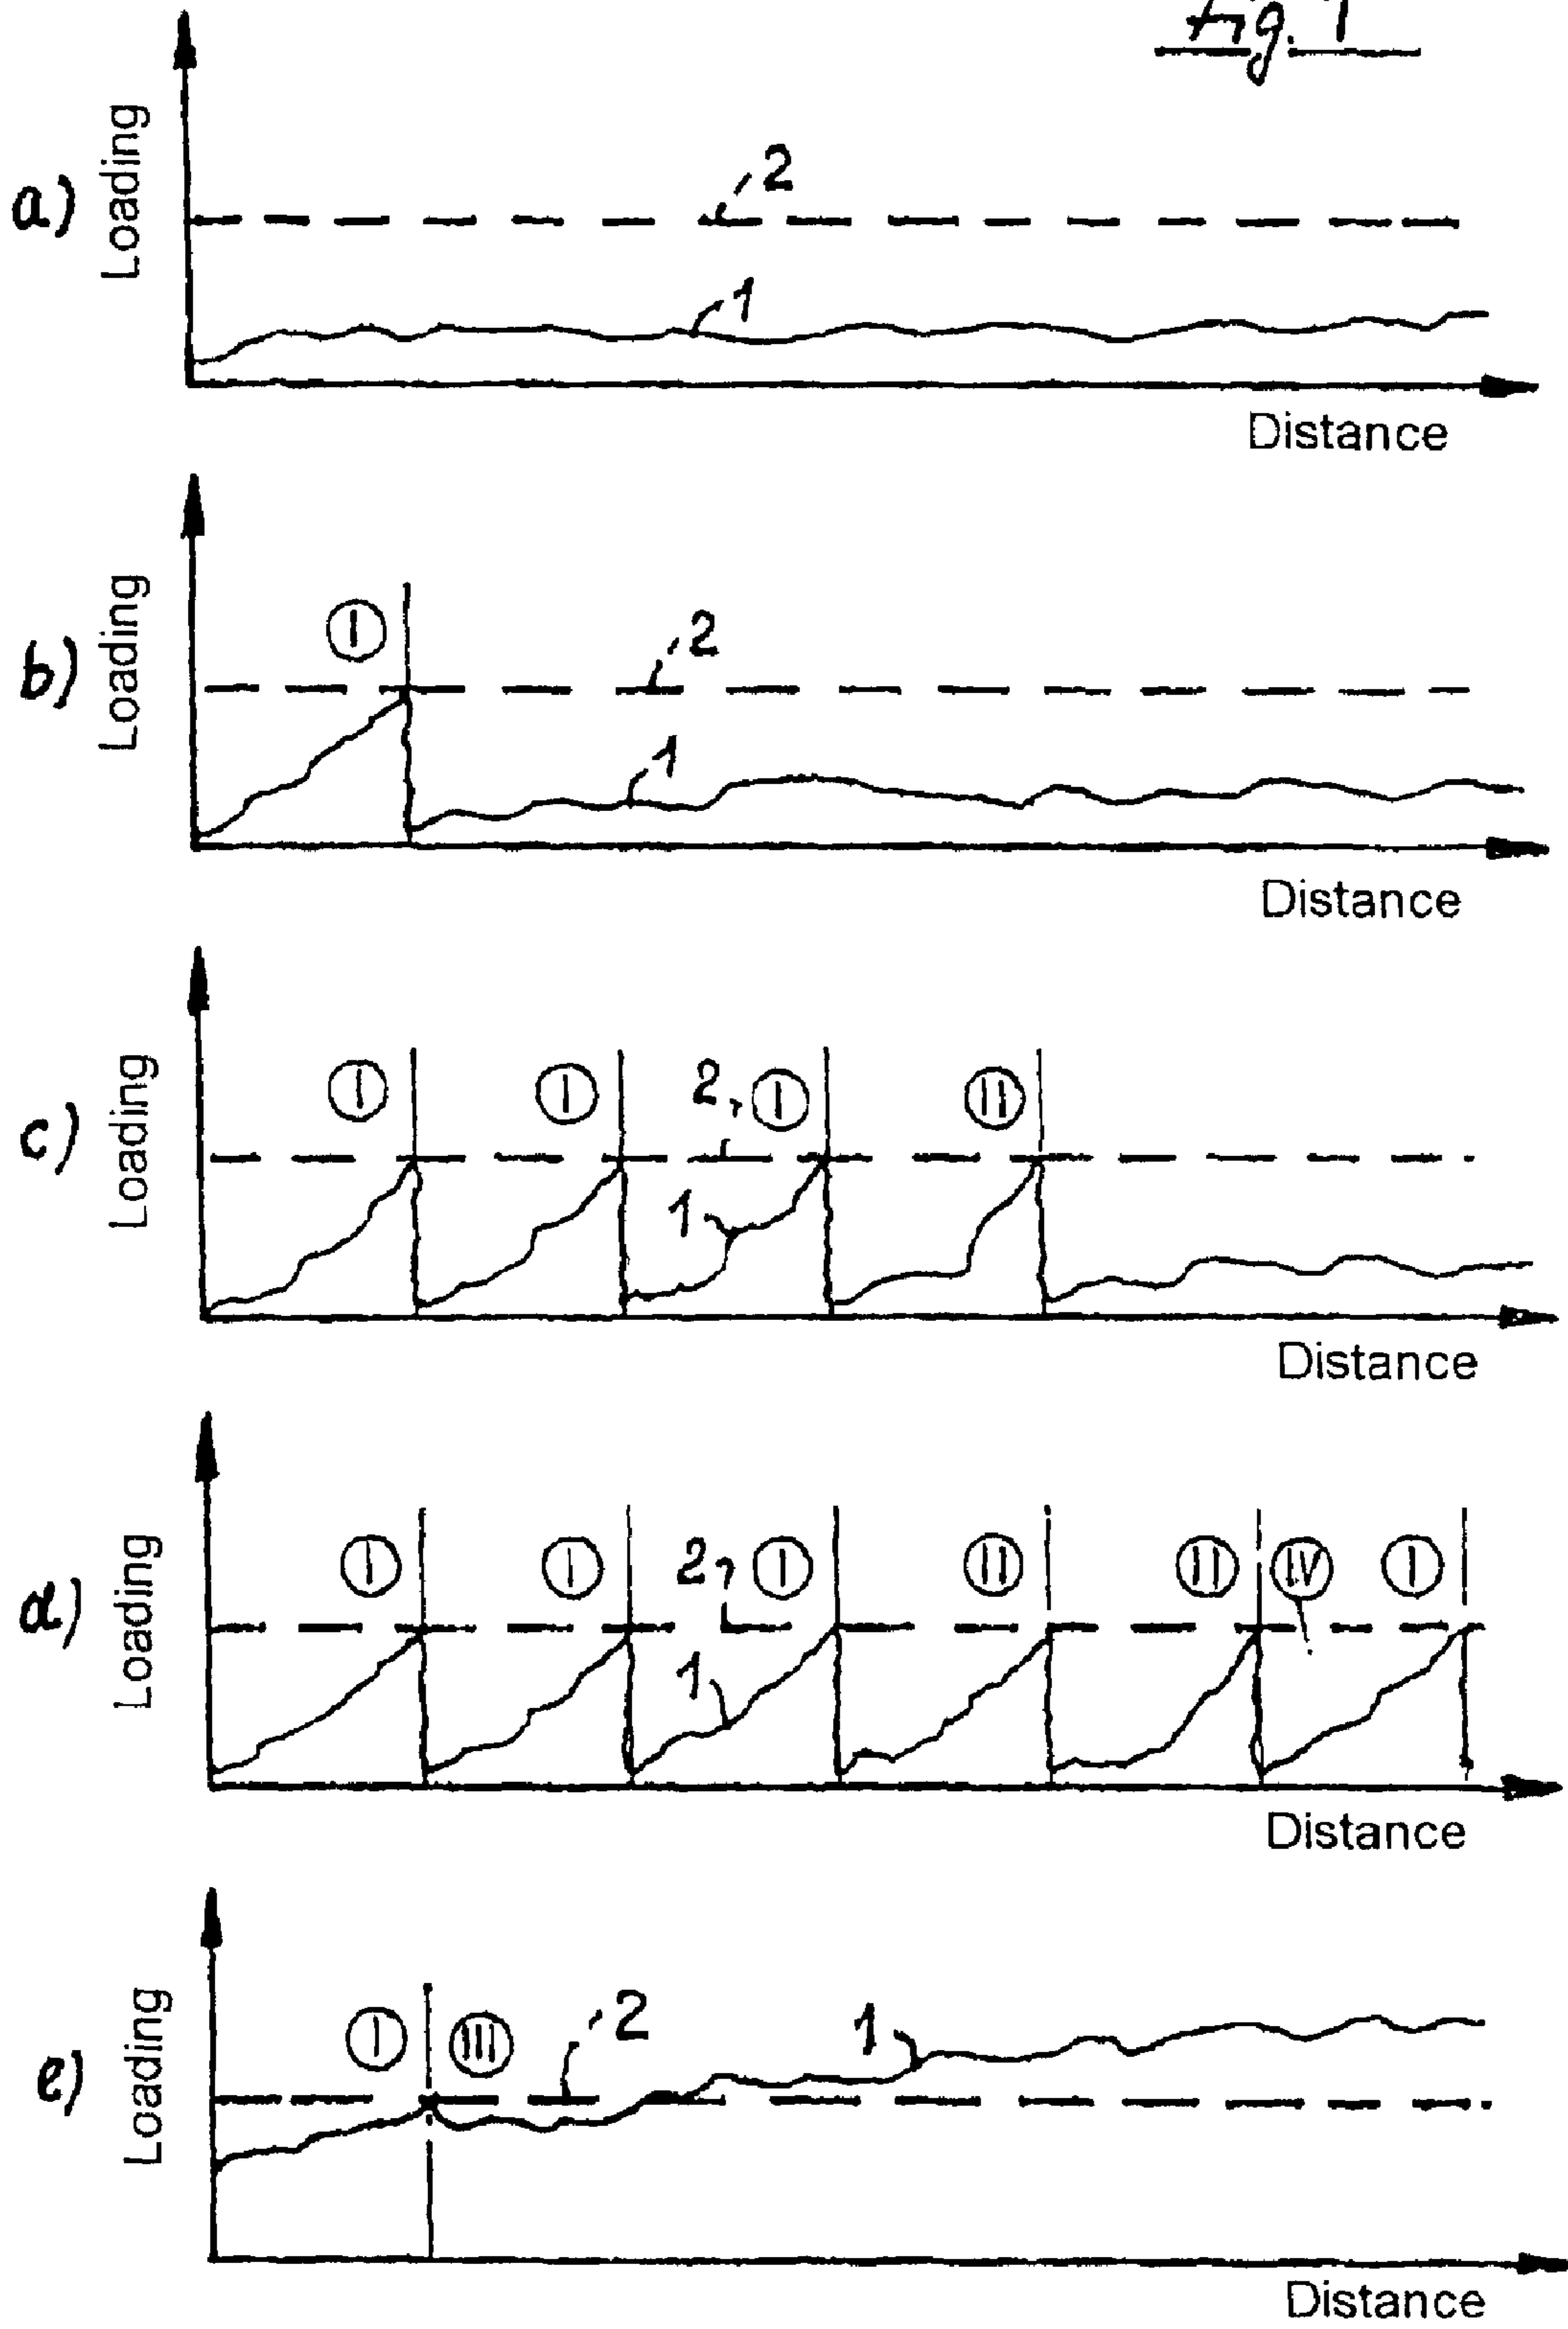 Fig. 1
a)
Loading
2
1
Distance
b)
Loading
I
2
1
Distance
c)
Loading
I
I
2
I
II
1
Distance
d)
Loading
I
I
2
I
II
II
IV
I
1
Distance
e)
Loading
I
III
2
1
Distance